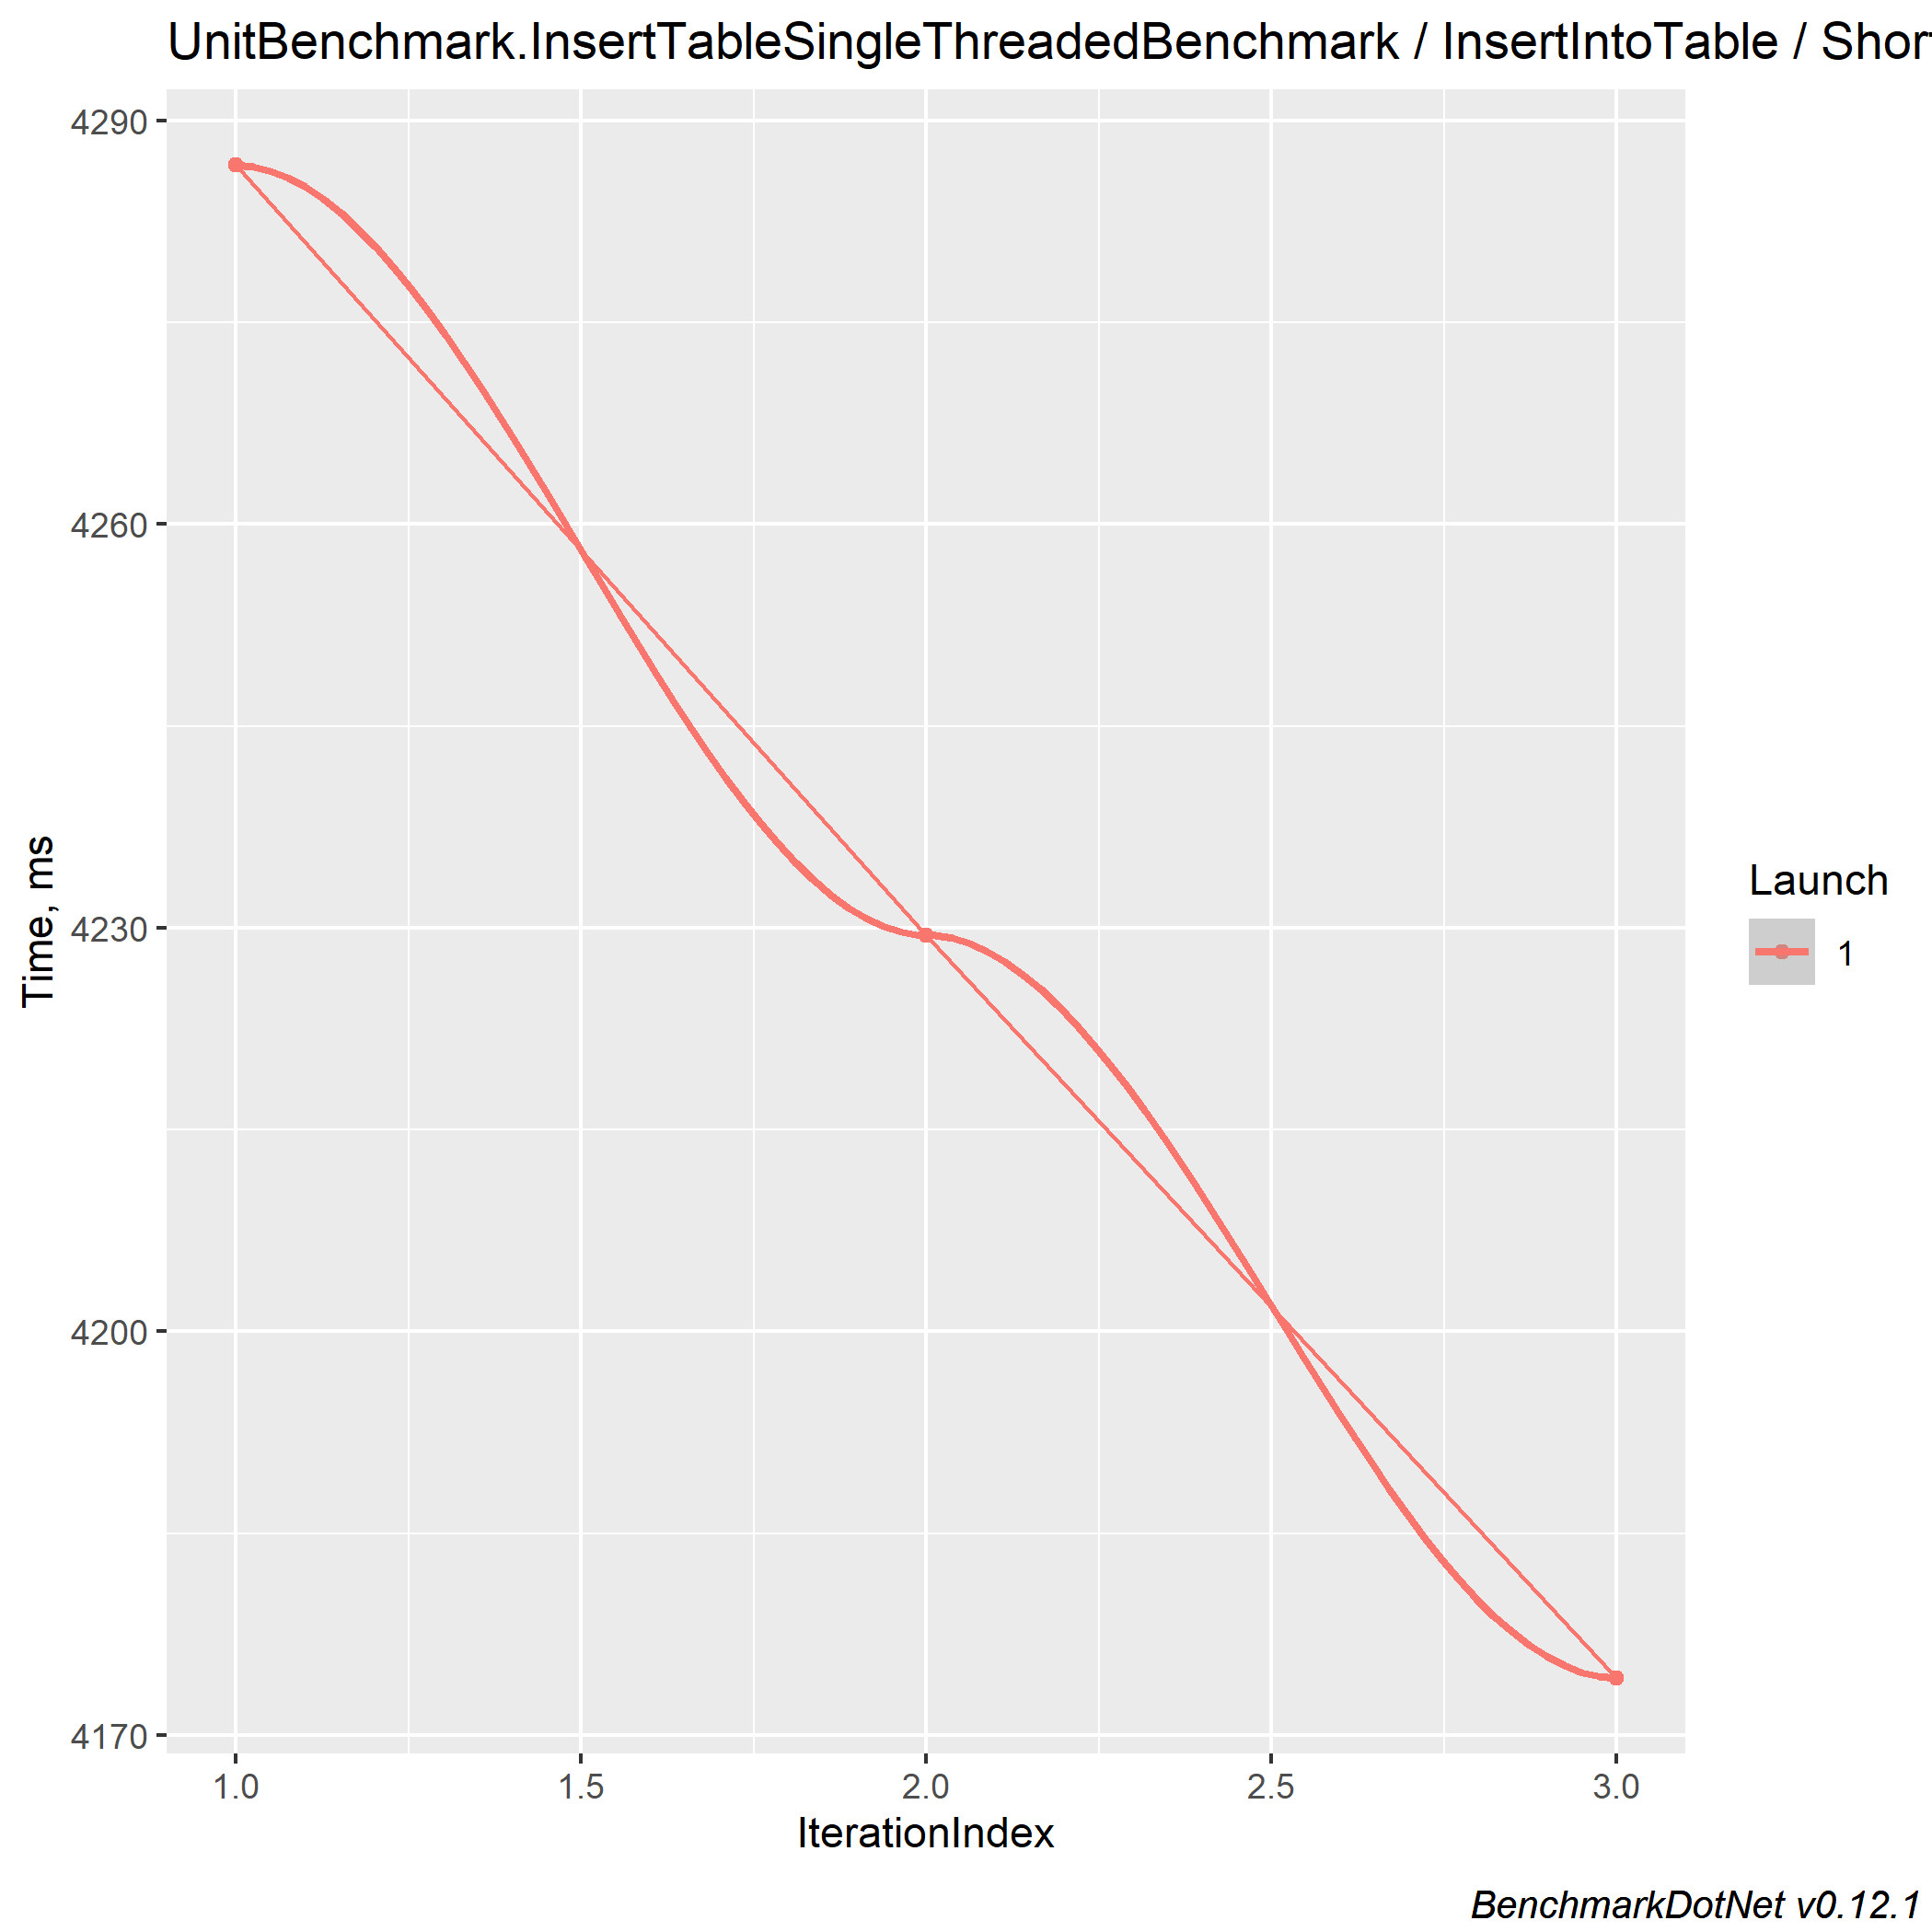 UnitBenchmark.InsertTableSingleThreadedBenchmark / InsertIntoTable / Shor
4290
4260
4230
4200
4170
Time, ms
1.0 1.5 2.0 2.5 3.0
IterationIndex
Launch
1
BenchmarkDotNet v0.12.1